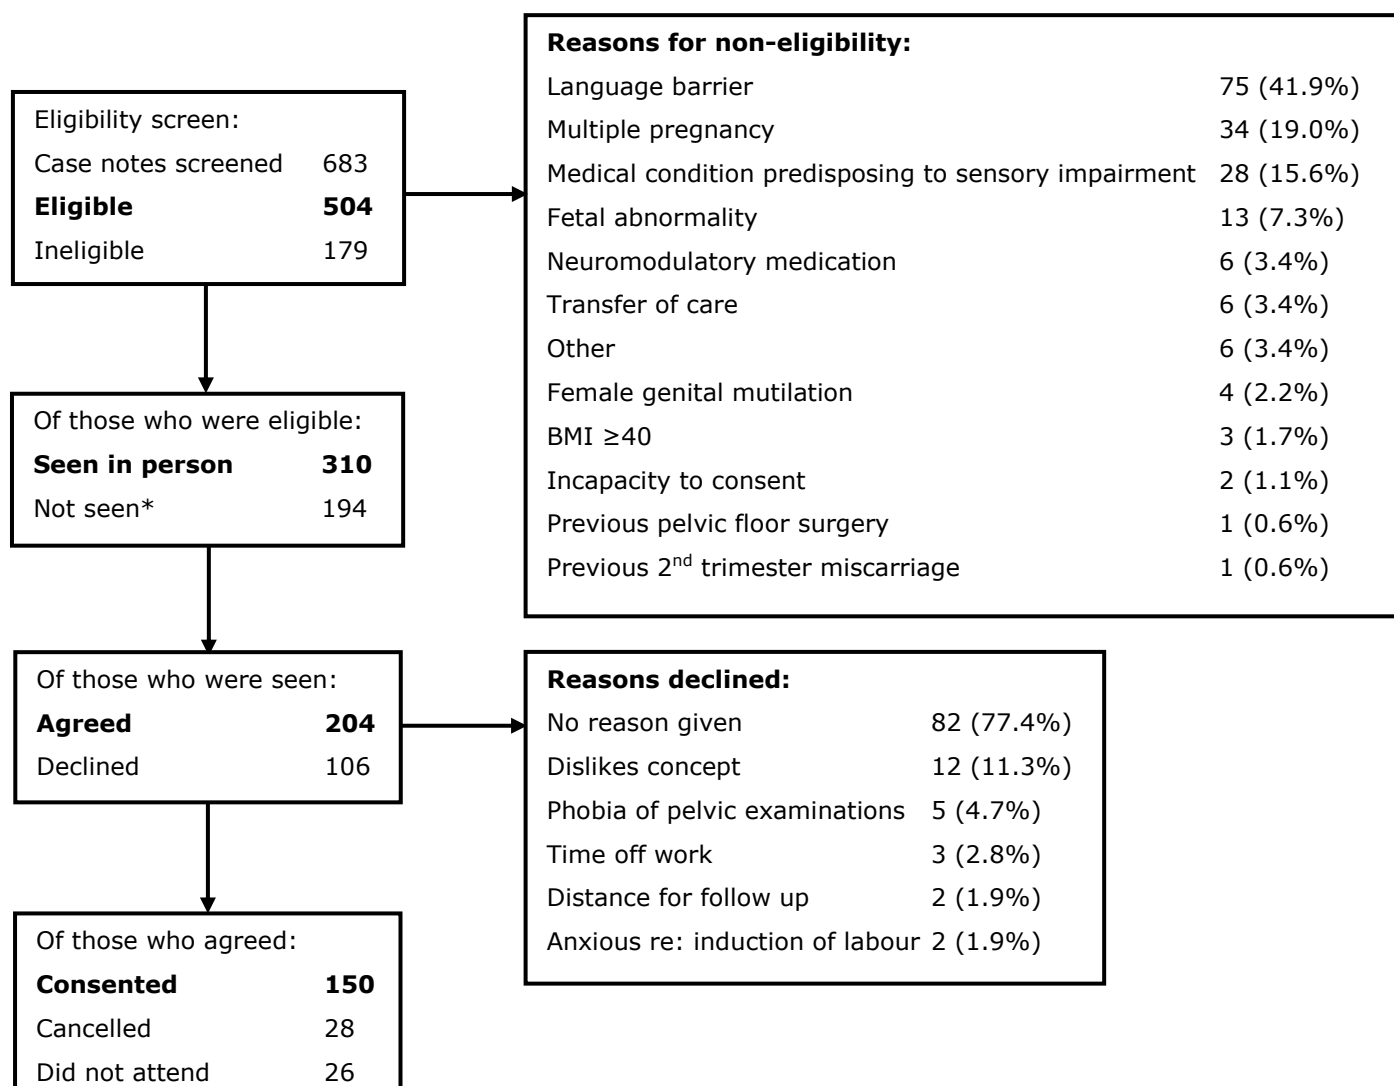 Eligibility screen:
Case notes screened 683
Eligible 504
Ineligible 179
Reasons for non-eligibility:
Language barrier 75 (41.9%)
Multiple pregnancy 34 (19.0%)
Medical condition predisposing to sensory impairment 28 (15.6%)
Fetal abnormality 13 (7.3%)
Neuromodulatory medication 6 (3.4%)
Transfer of care 6 (3.4%)
Other 6 (3.4%)
Female genital mutilation 4 (2.2%)
BMI ≥40 3 (1.7%)
Incapacity to consent 2 (1.1%)
Previous pelvic floor surgery 1 (0.6%)
Previous 2nd trimester miscarriage 1 (0.6%)
Of those who were eligible:
Seen in person 310
Not seen* 194
Of those who were seen:
Agreed 204
Declined 106
Reasons declined:
No reason given 82 (77.4%)
Dislikes concept 12 (11.3%)
Phobia of pelvic examinations 5 (4.7%)
Time off work 3 (2.8%)
Distance for follow up 2 (1.9%)
Anxious re: induction of labour 2 (1.9%)
Of those who agreed:
Consented 150
Cancelled 28
Did not attend 26